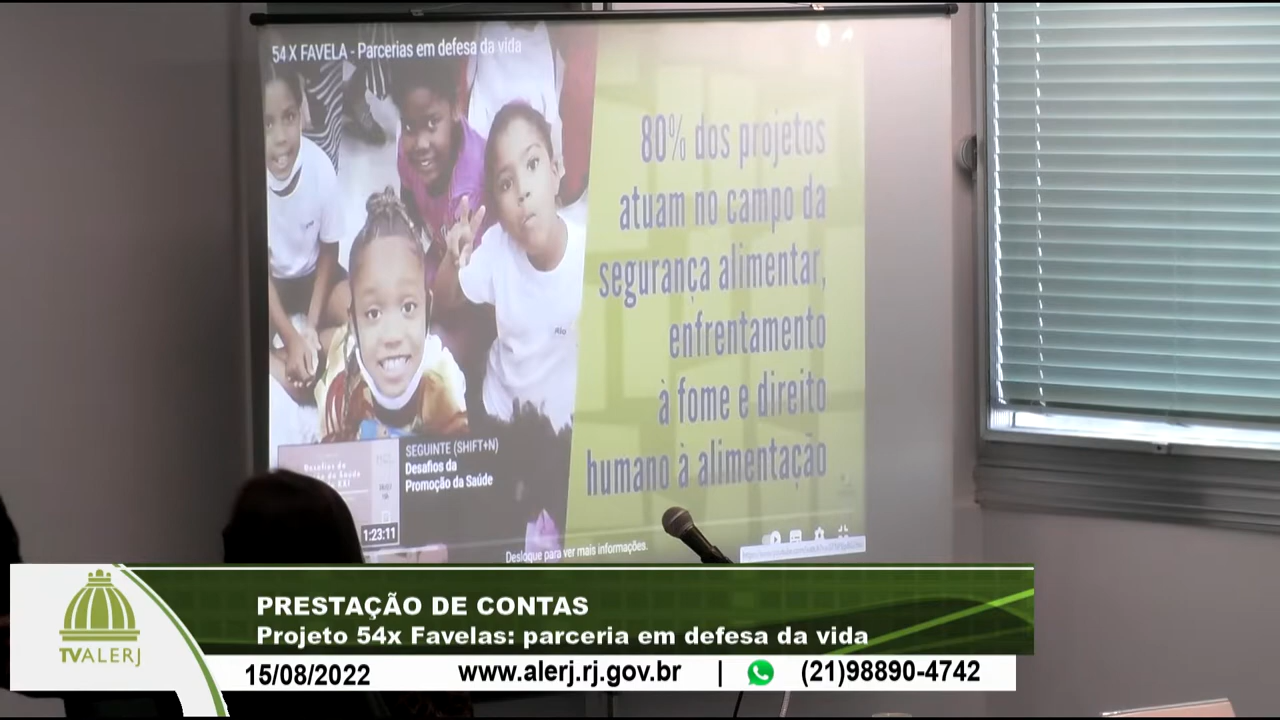 54 X FAVELA - Parcerias em defesa da vida
80% dos projetos
atuam no campo da
segurança alimentar,
enfrentamento
à fome e direito
humano à alimentação
SEGUINTE (SHIFT+N)
Desafios da
Promoção da Saúde
1:23:11
Deslogue para ver mais informações.
PRESTAÇÃO DE CONTAS
Projeto 54x Favelas: parceria em defesa da vida
TVALERJ
15/08/2022 www.alerj.rj.gov.br | (21)98890-4742